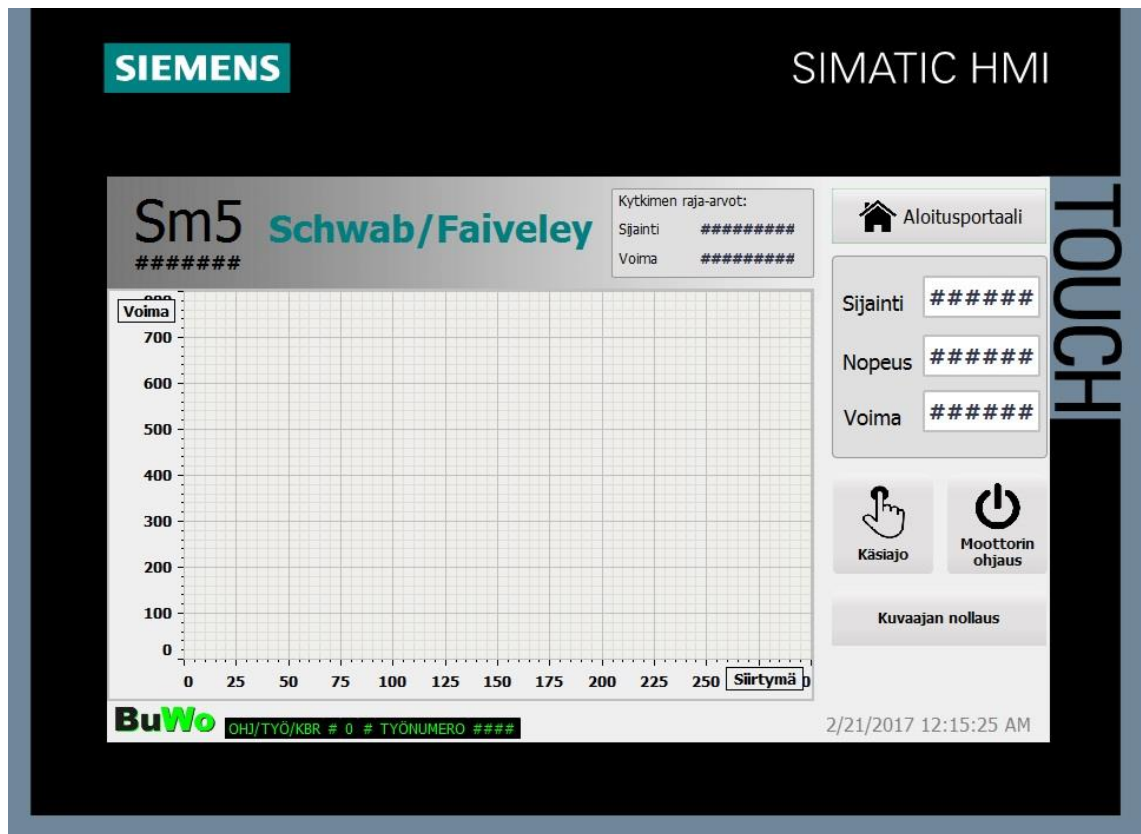 SIEMENS
SIMATIC HMI
TOUCH
Sm5
#######
Schwab/Faiveley
Kytkimen raja-arvot:
Sijainti #########
Voima #########
Aloitusportaali
Sijainti ######
Nopeus ######
Voima ######
Voima
700
600
500
400
300
200
100
0
0 25 50 75 100 125 150 175 200 225 250
Siirtymä
Käsiajo
Moottorin
ohjaus
Kuvaajan nollaus
BuWo
OHJ/TYÖ/KBR # 0 # TYÖNUMERO ####
2/21/2017 12:15:25 AM